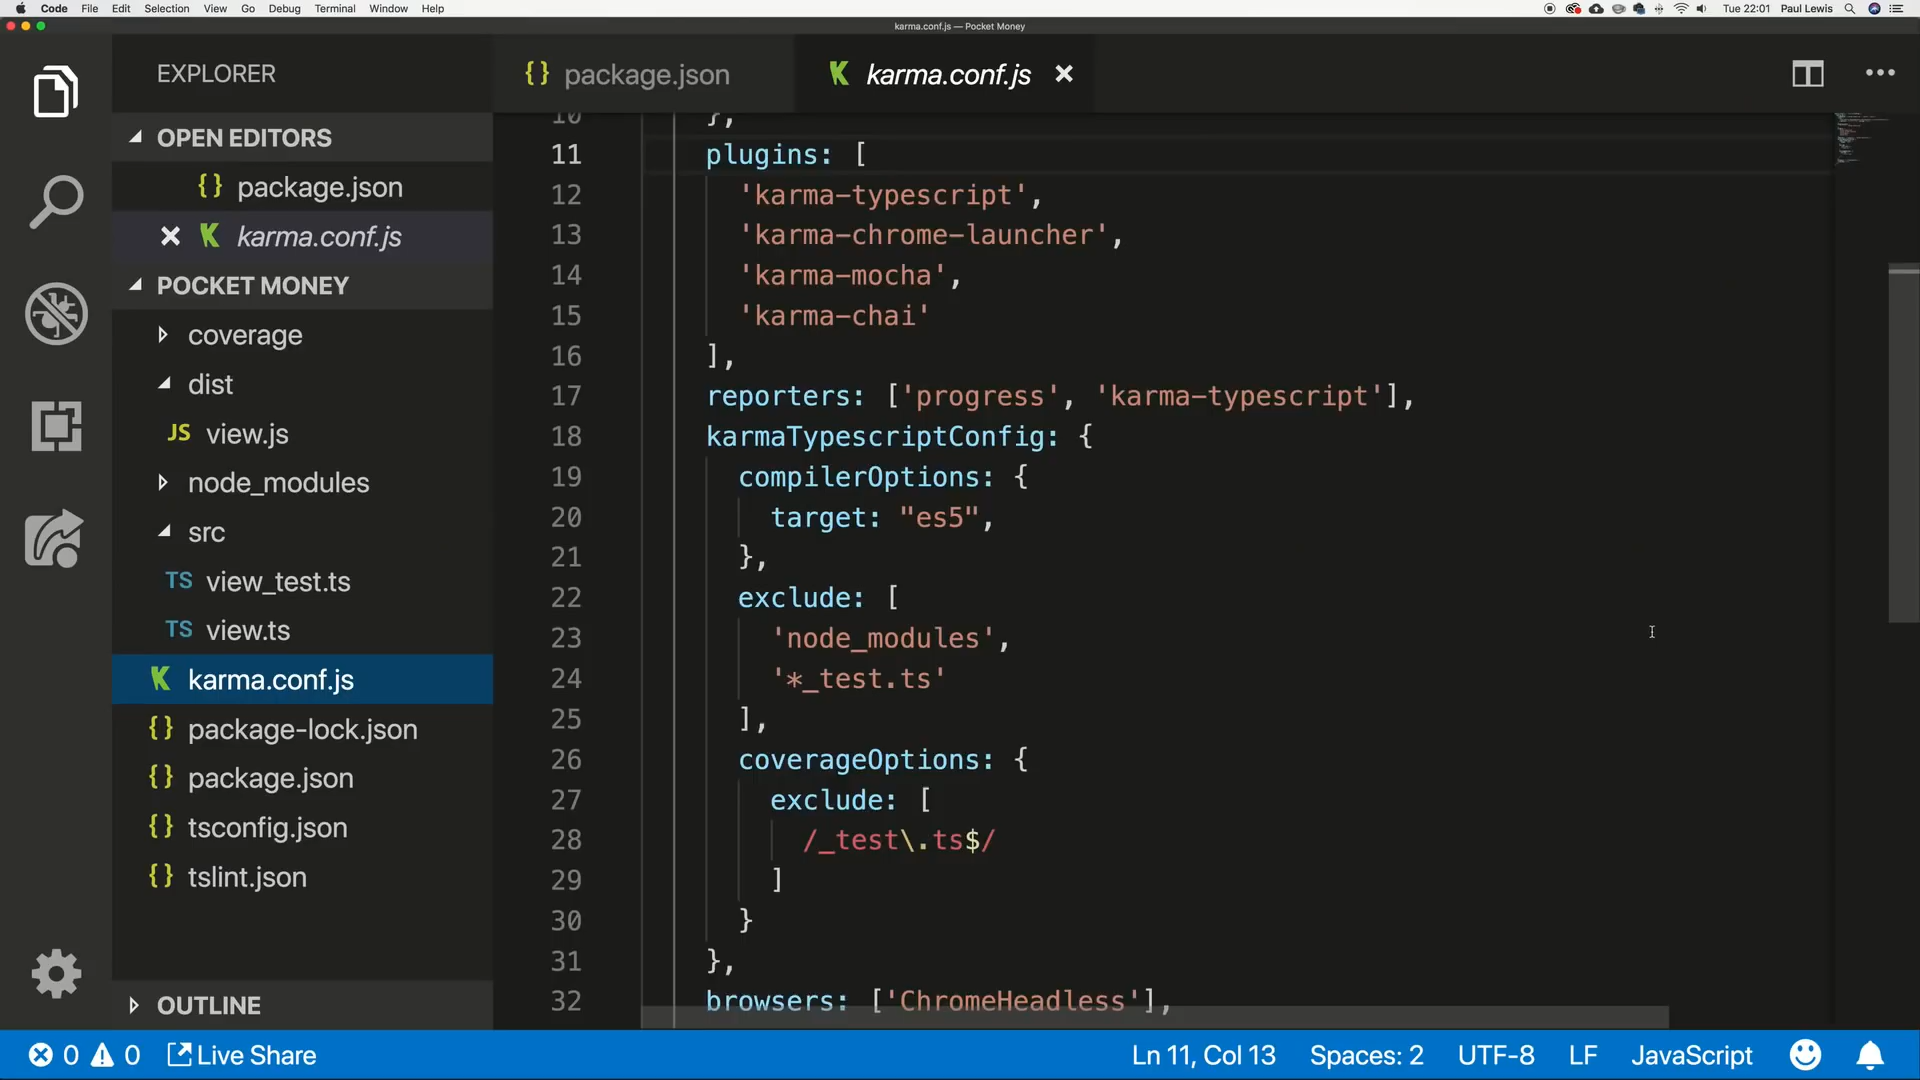 Code File Edit Selection View Go Debug Terminal Window Help
Tue 22:01 Paul Lewis
karma.conf.js — Pocket Money
EXPLORER
OPEN EDITORS
{} package.json
karma.conf.js
POCKET MONEY
coverage
dist
JS view.js
node_modules
src
TS view_test.ts
TS view.ts
karma.conf.js
{} package-lock.json
{} package.json
{} tsconfig.json
{} tslint.json
OUTLINE
{} package.json
karma.conf.js
10 },
11 plugins: [
12 'karma-typescript',
13 'karma-chrome-launcher',
14 'karma-mocha',
15 'karma-chai'
16 ],
17 reporters: ['progress', 'karma-typescript'],
18 karmaTypescriptConfig: {
19 compilerOptions: {
20 target: "es5",
21 },
22 exclude: [
23 'node_modules',
24 '*_test.ts'
25 ],
26 coverageOptions: {
27 exclude: [
28 /_test\.ts$/
29 ]
30 }
31 },
32 browsers: ['ChromeHeadless'],
0 0 Live Share
Ln 11, Col 13 Spaces: 2 UTF-8 LF JavaScript